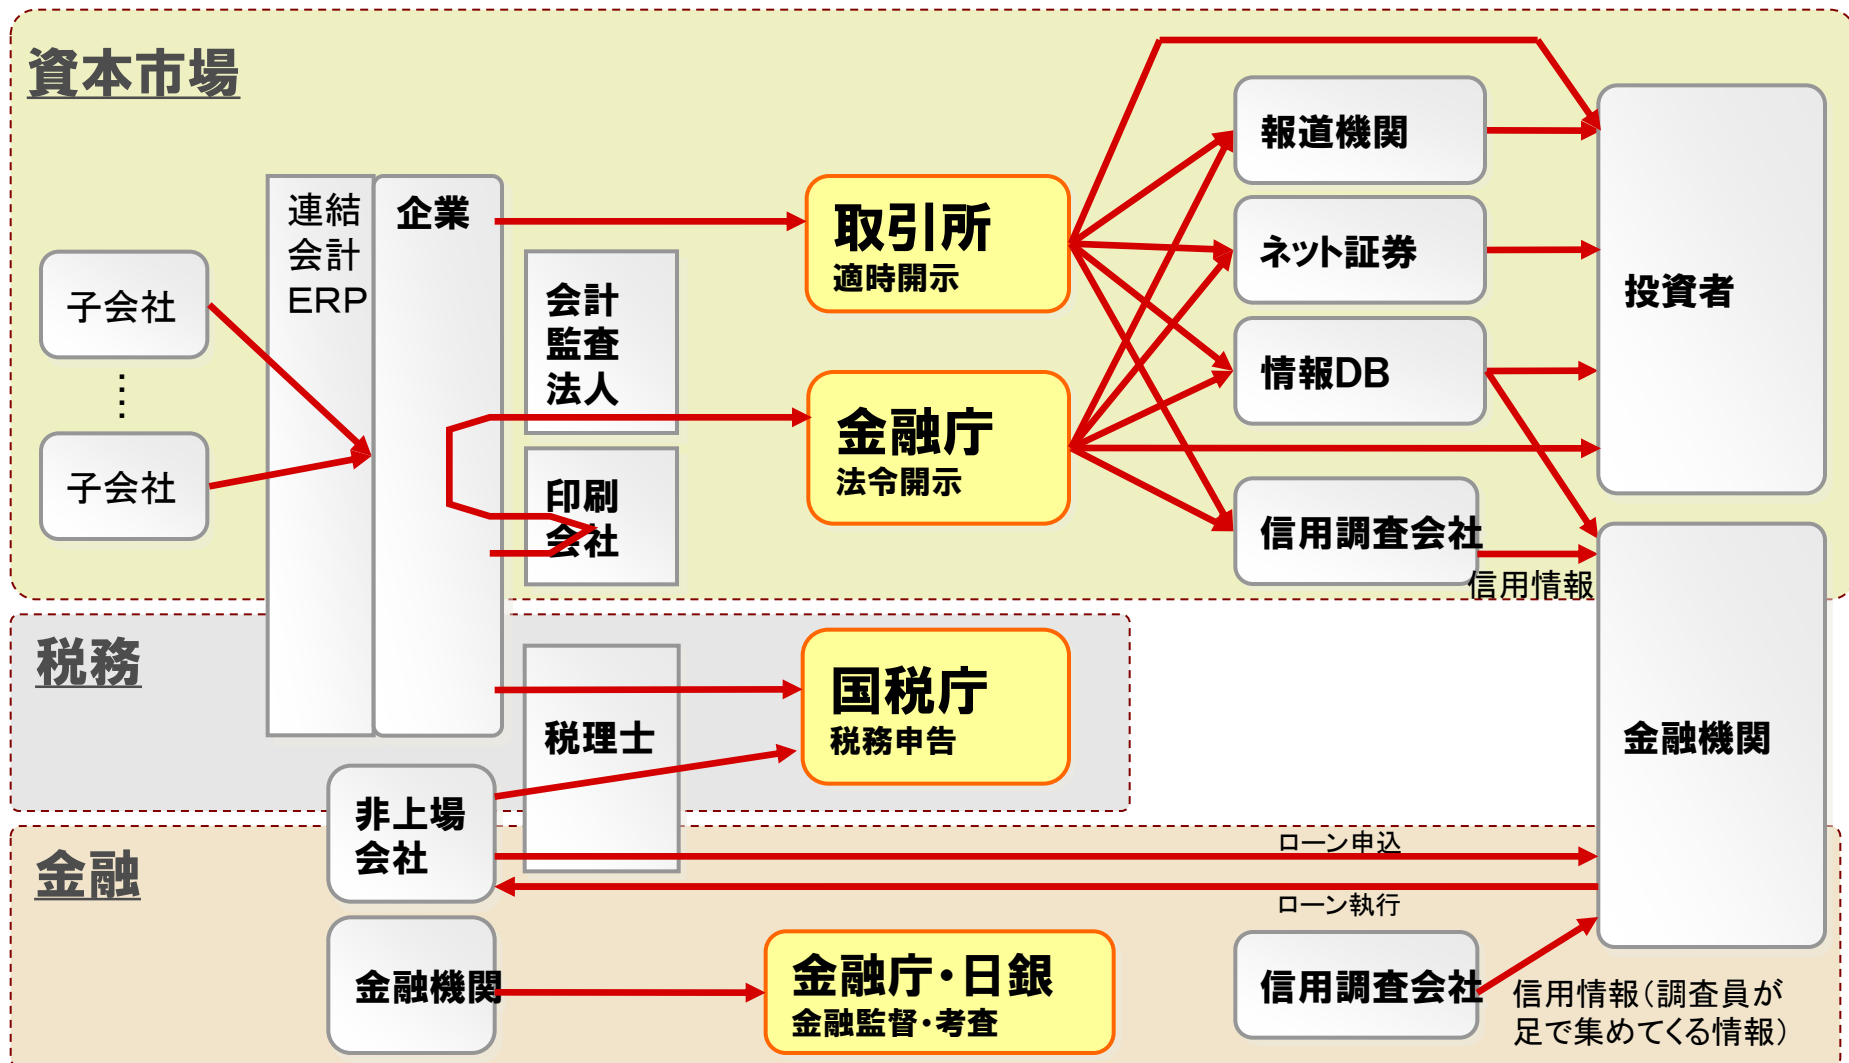 資本市場
子会社
︙
子会社
連結
会計
ERP
企業
会計
監査
法人
印刷
会社
取引所
適時開示
金融庁
法令開示
報道機関
ネット証券
情報DB
信用調査会社
信用情報
投資者
税務
税理士
国税庁
税務申告
金融機関
金融
非上場
会社
ローン申込
ローン執行
金融機関
金融庁・日銀
金融監督・考査
信用調査会社
信用情報（調査員が
足で集めてくる情報）